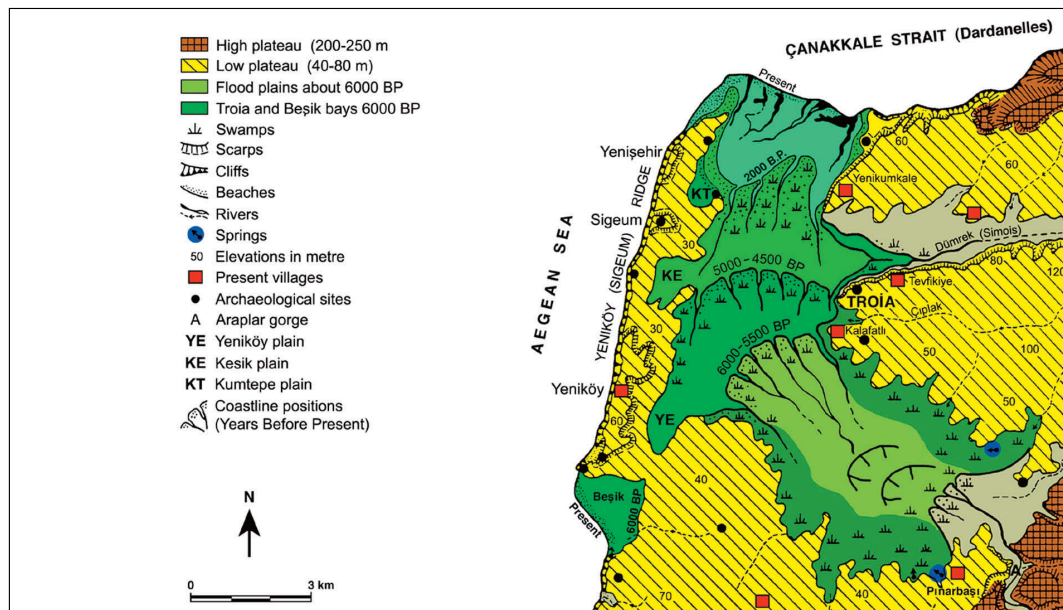 High plateau (200-250 m
Low plateau (40-80 m)
Flood plains about 6000 BP
Troia and Beşik bays 6000 BP
Swamps
Scarps
Cliffs
Beaches
Rivers
Springs
50 Elevations in metre
Present villages
Archaeological sites
A Araplar gorge
YE Yeniköy plain
KE Kesik plain
KT Kumtepe plain
Coastline positions
(Years Before Present)
N
0 3 km
ÇANAKKALE STRAIT (Dardanelles)
Present
60
Yenişehir
2000 B.P.
60
Yenikumkale
KT
RIDGE
Sigeum
30
Dümrek (Simois)
AEGEAN SEA
YENIKÖY (SIGEUM)
KE
5000-4500 BP
80
120
Tevfikiye
TROİA
Çıplak
30
Kalafatlı
6000-5500 BP
50
100
Yeniköy
50
YE
60
40
Beşik
6000 BP
Present
40
Pınarbaşı
A
70
40